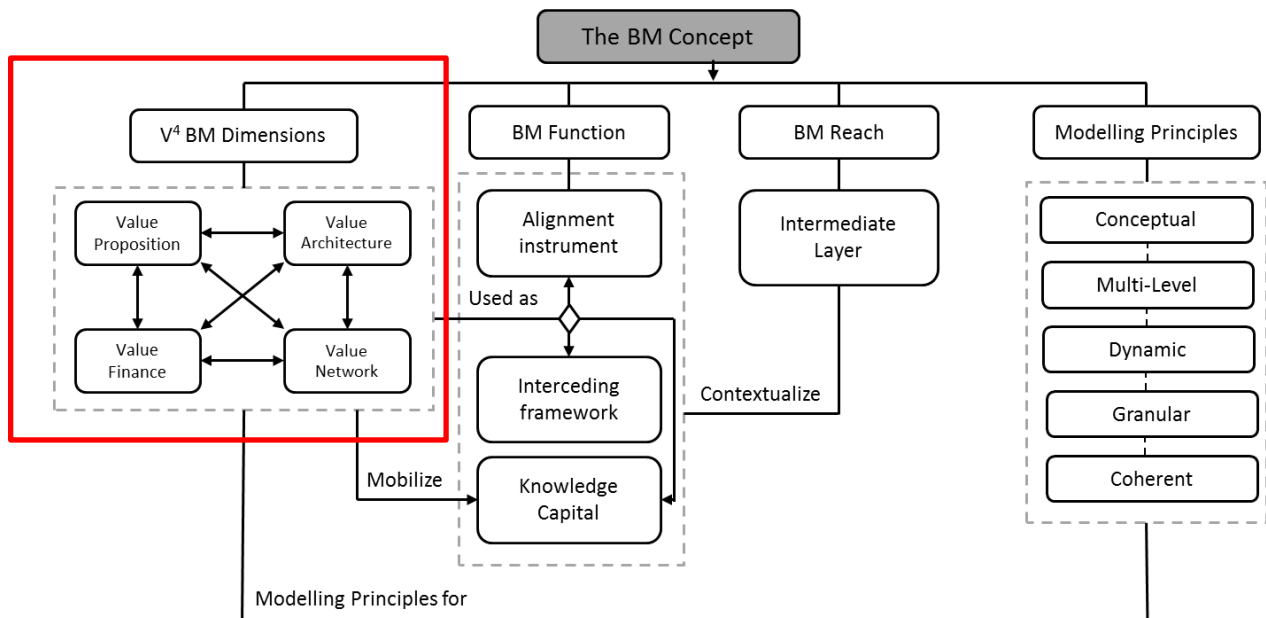 The BM Concept
V⁴ BM Dimensions
BM Function
BM Reach
Modelling Principles
Value
Proposition
Value
Architecture
Value
Finance
Value
Network
Used as
Mobilize
Alignment
instrument
Interceding
framework
Knowledge
Capital
Intermediate
Layer
Contextualize
Conceptual
Multi-Level
Dynamic
Granular
Coherent
Modelling Principles for